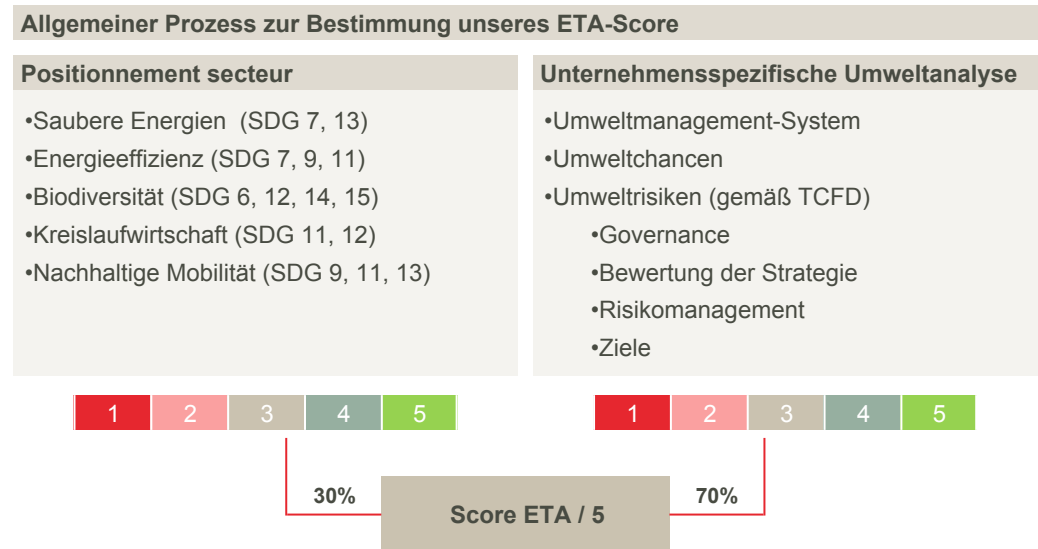 Allgemeiner Prozess zur Bestimmung unseres ETA-Score
Positionnement secteur
•Saubere Energien  (SDG 7, 13)
•Energieeffizienz (SDG 7, 9, 11)
•Biodiversität (SDG 6, 12, 14, 15)
•Kreislaufwirtschaft (SDG 11, 12)
•Nachhaltige Mobilität (SDG 9, 11, 13)
Unternehmensspezifische Umweltanalyse
•Umweltmanagement-System
•Umweltchancen
•Umweltrisiken (gemäß TCFD)
•Governance
•Bewertung der Strategie
•Risikomanagement
•Ziele
1 2 3 4 5
1 2 3 4 5
30%
70%
Score ETA / 5